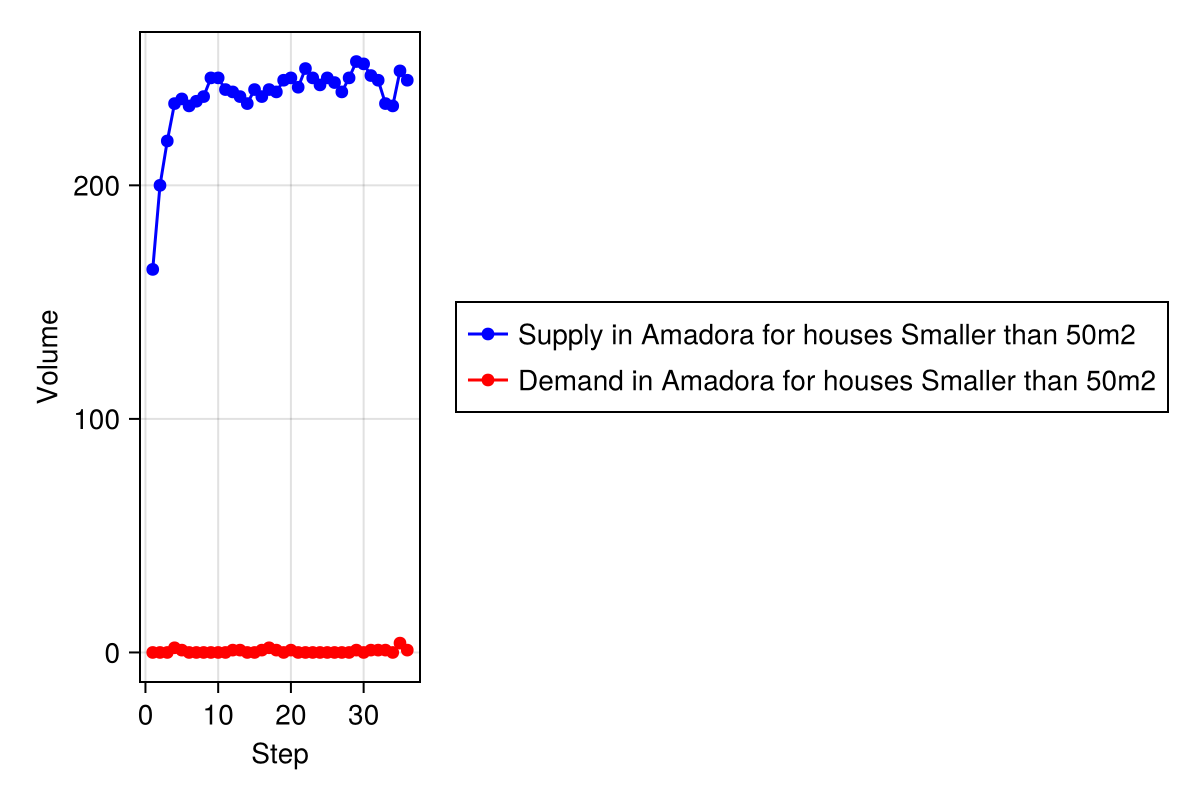 200
100
0
Volume
0 10 20 30
Step
Supply in Amadora for houses Smaller than 50m2
Demand in Amadora for houses Smaller than 50m2